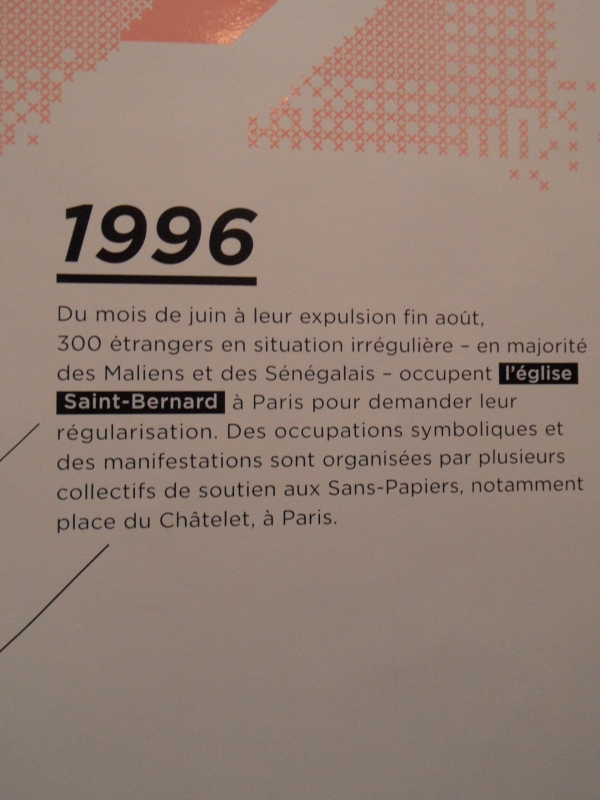 1996
Du mois de juin à leur expulsion fin août,
300 étrangers en situation irrégulière – en majorité
des Maliens et des Sénégalais – occupent l'église
Saint-Bernard à Paris pour demander leur
régularisation. Des occupations symboliques et
des manifestations sont organisées par plusieurs
collectifs de soutien aux Sans-Papiers, notamment
place du Châtelet, à Paris.